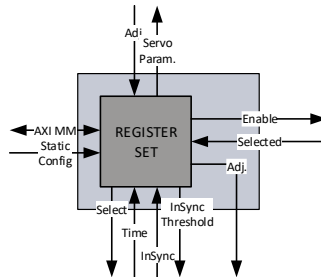 Adj.
Servo
Param.
Enable
AXI MM
REGISTER
SET
Selected
Static
Config
Adj.
Select
InSync
Threshold
Time
InSync